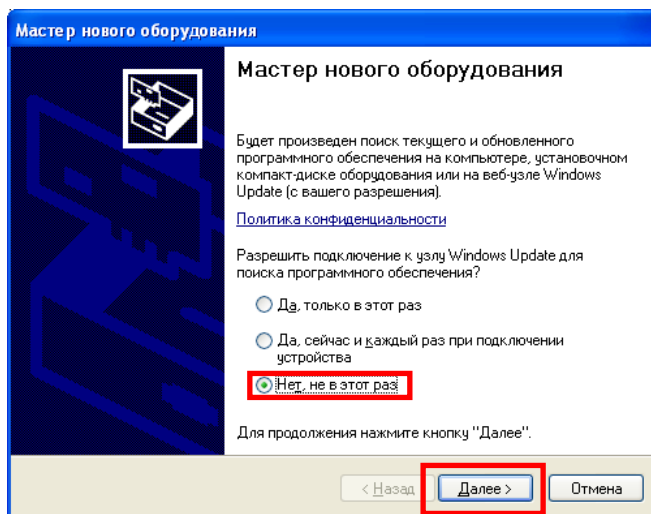 Мастер нового оборудования
Мастер нового оборудования
Будет произведен поиск текущего и обновленного
программного обеспечения на компьютере, установочном
компакт-диске оборудования или на веб-узле Windows
Update (с вашего разрешения).
Политика конфиденциальности
Разрешить подключение к узлу Windows Update для
поиска программного обеспечения?
Да, только в этот раз
Да, сейчас и каждый раз при подключении
устройства
Нет, не в этот раз
Для продолжения нажмите кнопку "Далее".
< Назад
Далее >
Отмена